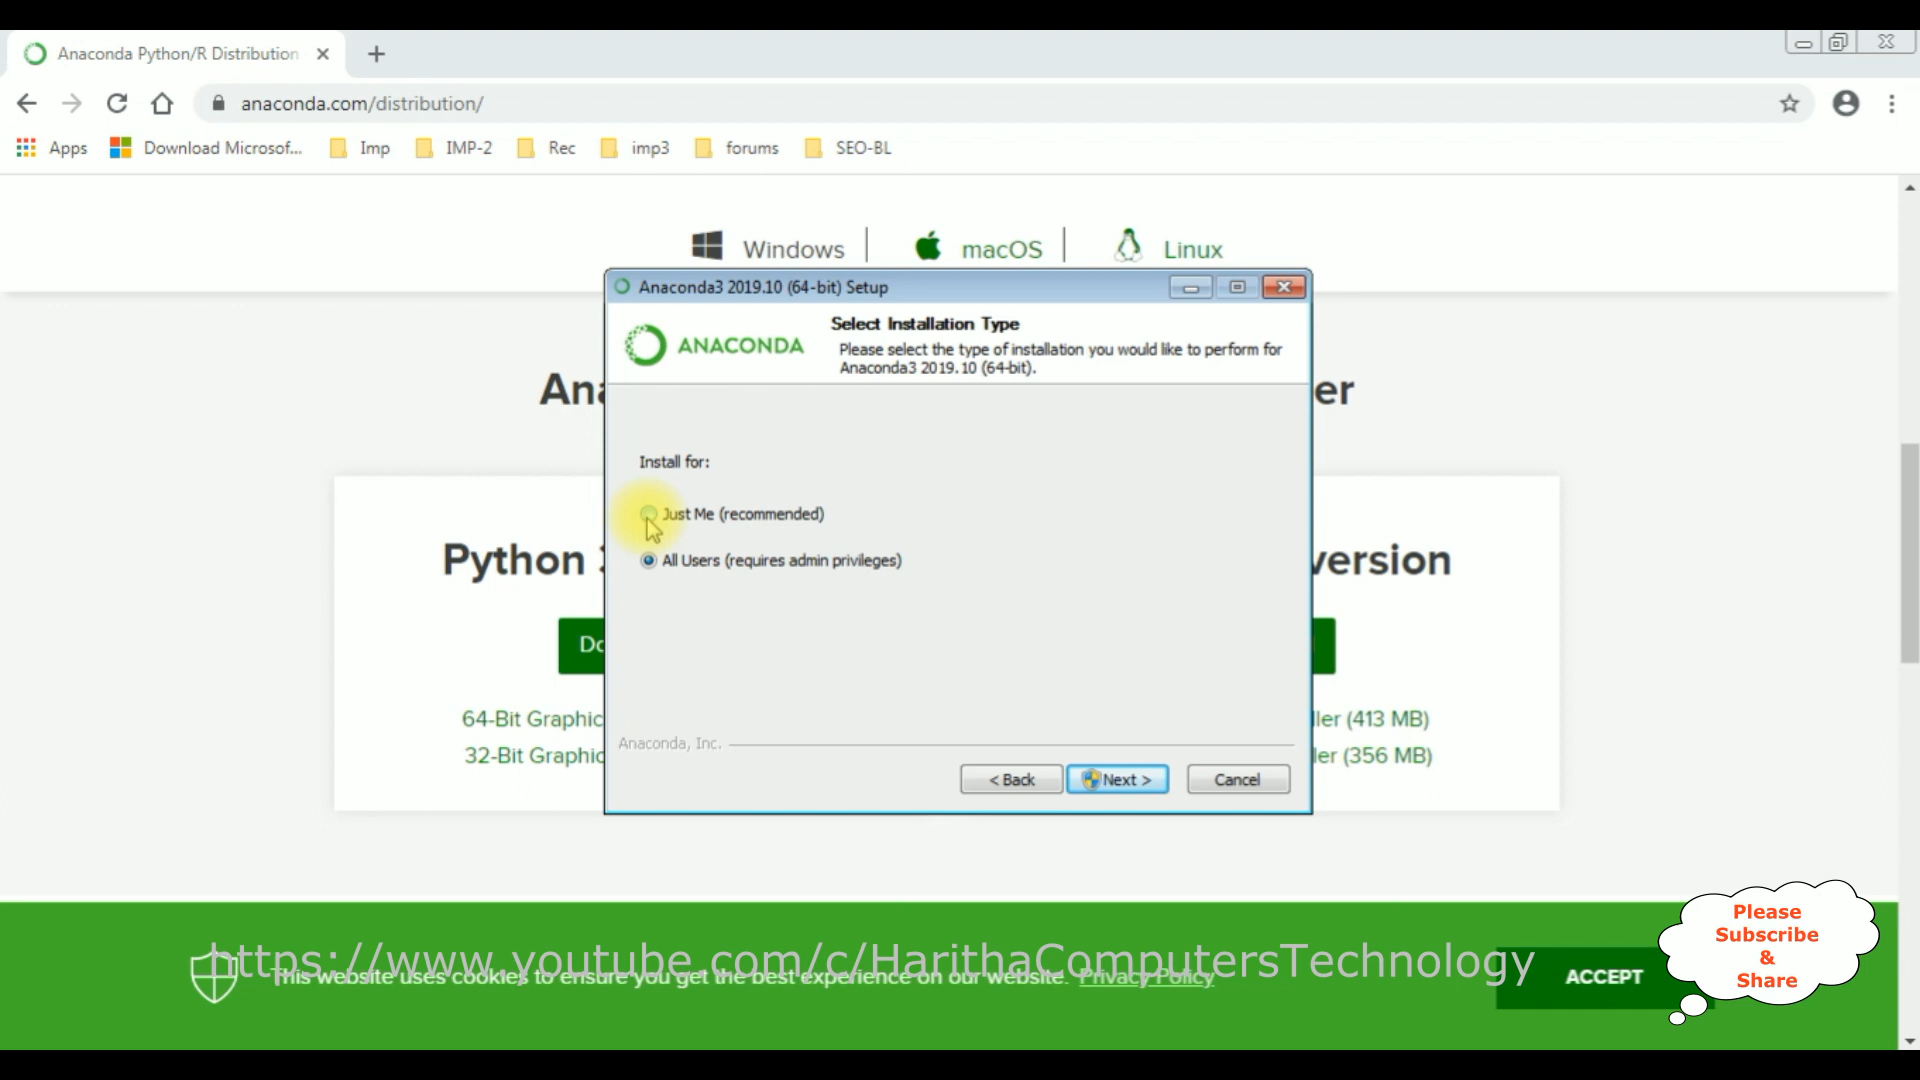 Anaconda Python/R Distribution
anaconda.com/distribution/
Apps Download Microsof... Imp IMP-2 Rec imp3 forums SEO-BL
Windows macOS Linux
Anaconda3 2019.10 (64-bit) Setup
ANACONDA
Select Installation Type
Please select the type of installation you would like to perform for
Anaconda3 2019.10 (64-bit).
Install for:
Just Me (recommended)
All Users (requires admin privileges)
Anaconda, Inc.
< Back Next > Cancel
Python
version
64-Bit Graphic
ller (413 MB)
32-Bit Graphic
ler (356 MB)
https://www.youtube.com/c/HarithaComputersTechnology
This website uses cookies to ensure you get the best experience on our website. Privacy Policy
ACCEPT
Please
Subscribe
&
Share